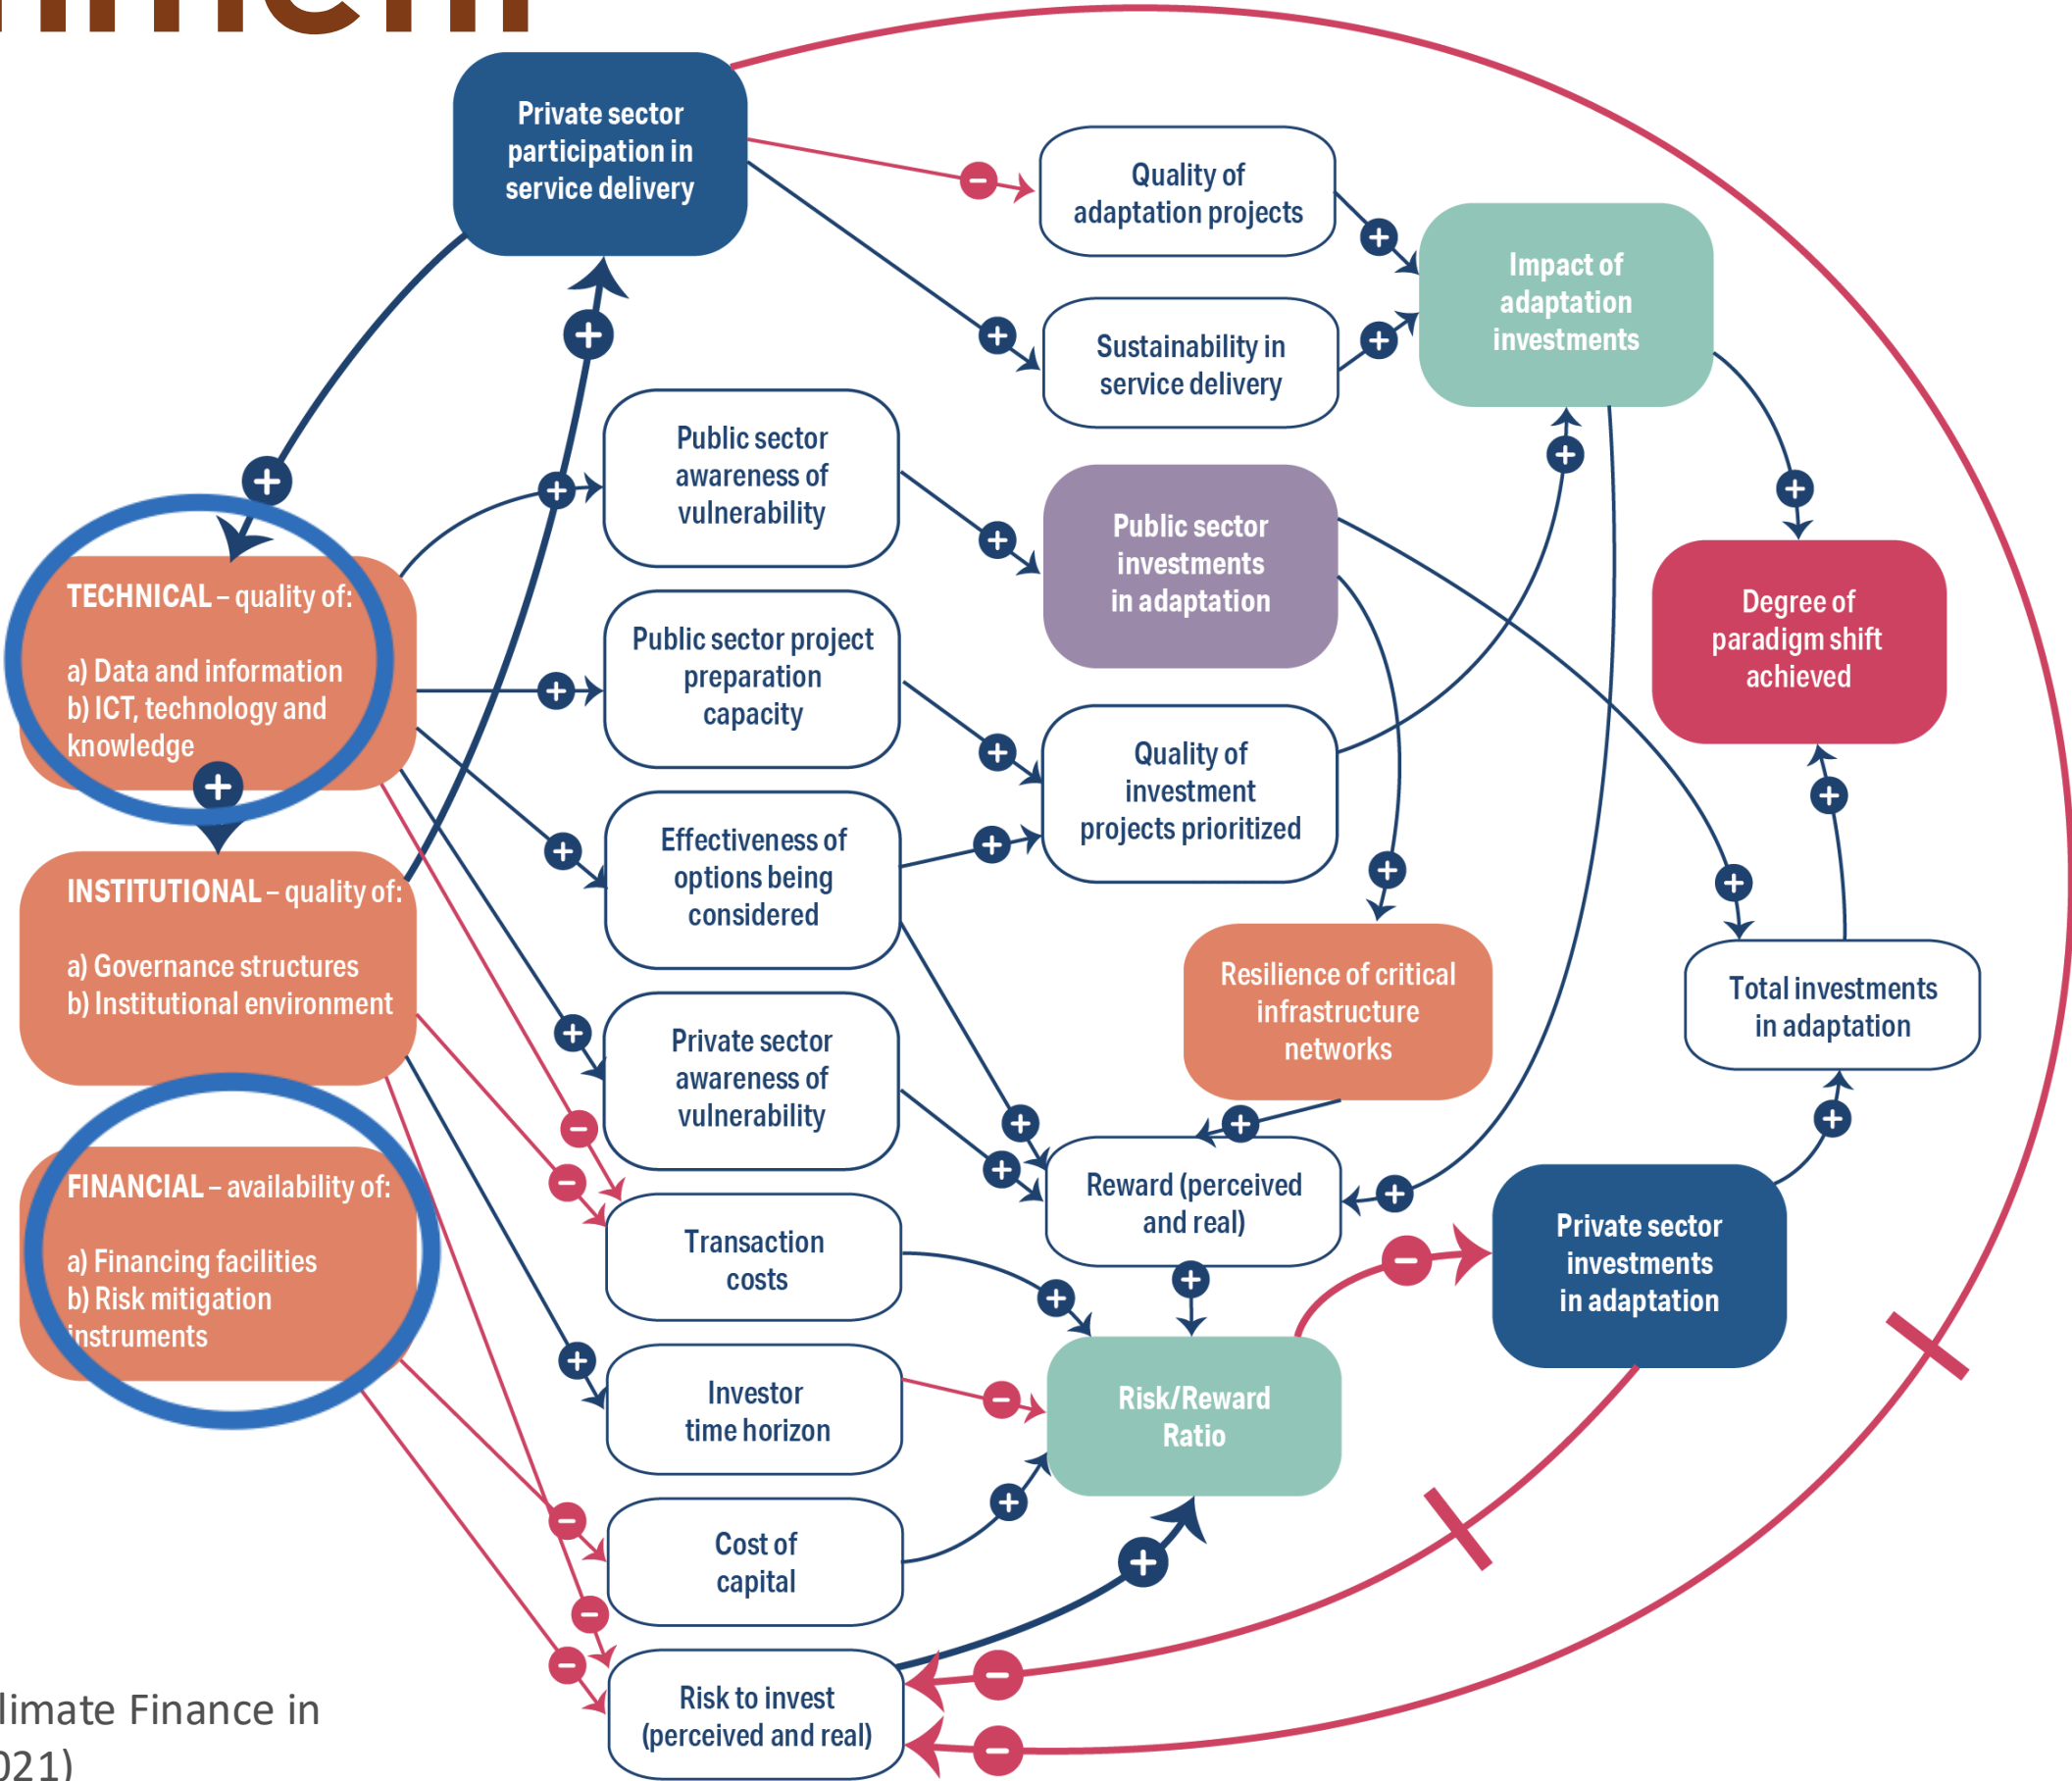 Private sector
participation in
service delivery
Quality of
adaptation projects
Impact of
adaptation
investments
Sustainability in
service delivery
Public sector
awareness of
vulnerability
Public sector
investments
in adaptation
Degree of
paradigm shift
achieved
TECHNICAL – quality of:
a) Data and information
b) ICT, technology and
knowledge
Public sector project
preparation
capacity
Quality of
investment
projects prioritized
Effectiveness of
options being
considered
INSTITUTIONAL – quality of:
a) Governance structures
b) Institutional environment
Resilience of critical
infrastructure
networks
Total investments
in adaptation
Private sector
awareness of
vulnerability
FINANCIAL – availability of:
a) Financing facilities
b) Risk mitigation
instruments
Reward (perceived
and real)
Private sector
investments
in adaptation
Transaction
costs
Investor
time horizon
Risk/Reward
Ratio
Cost of
capital
Risk to invest
(perceived and real)
limate Finance in
021)